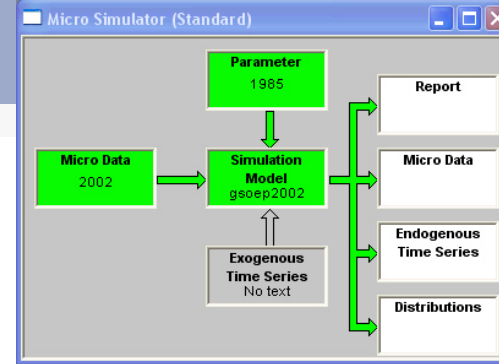 Micro Simulator (Standard)
Parameter
1985
Report
Micro Data
2002
Simulation
Model
gsoep2002
Micro Data
Exogenous
Time Series
No text
Endogenous
Time Series
Distributions